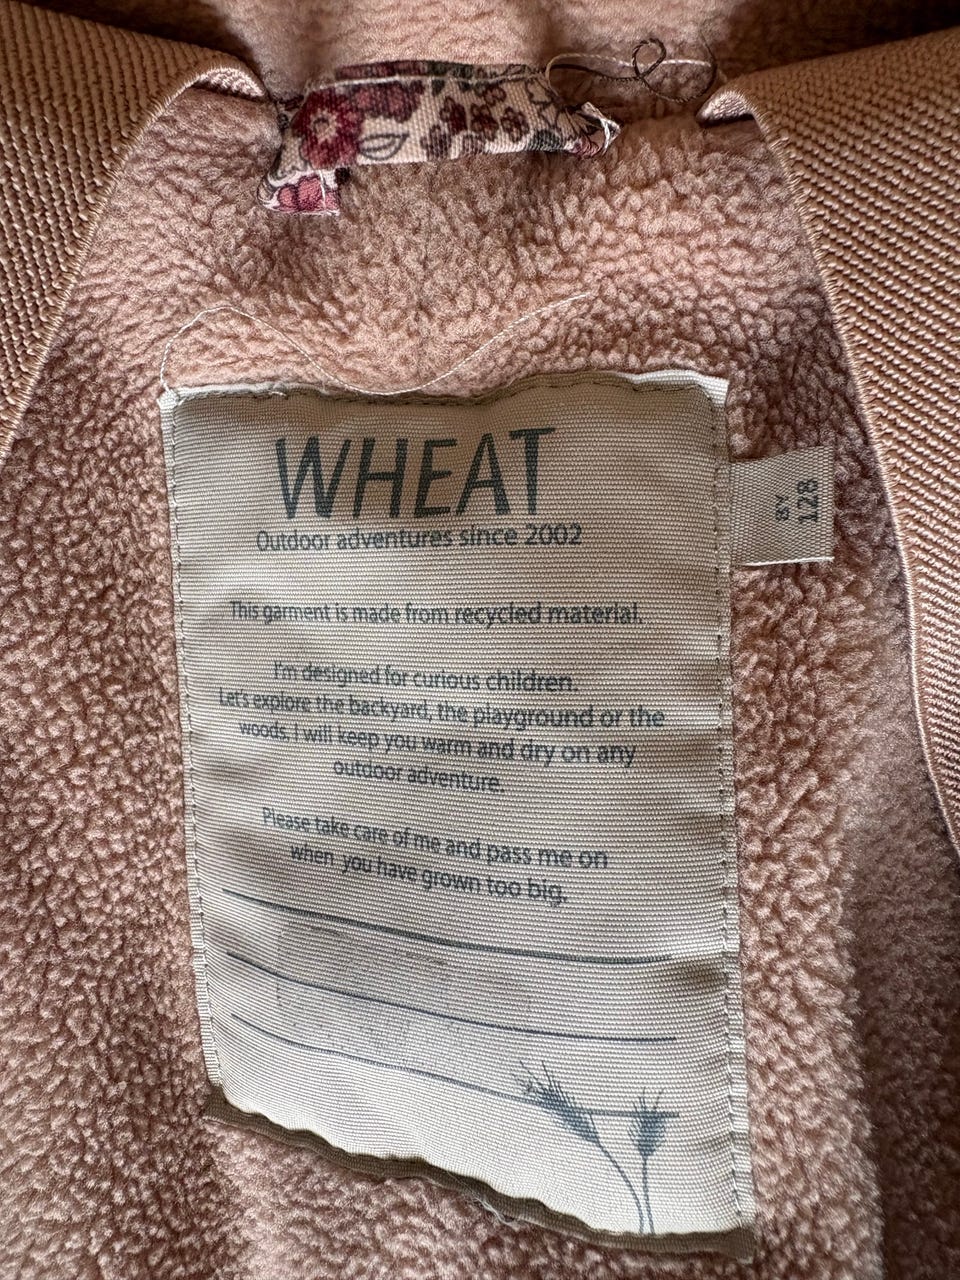 WHEAT
Outdoor adventures since 2002
This garment is made from recycled material.
I'm designed for curious children.
Let's explore the backyard, the playground or the
woods. I will keep you warm and dry on any
outdoor adventure.
Please take care of me and pass me on
when you have grown too big.
8Y
128